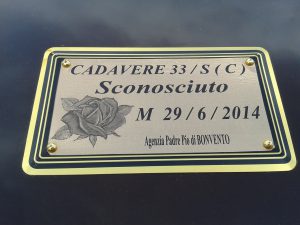 CADAVERE 33 / S ( C )
Sconosciuto
M 29 / 6 / 2014
Agenzia Padre Pio di BONVENTO